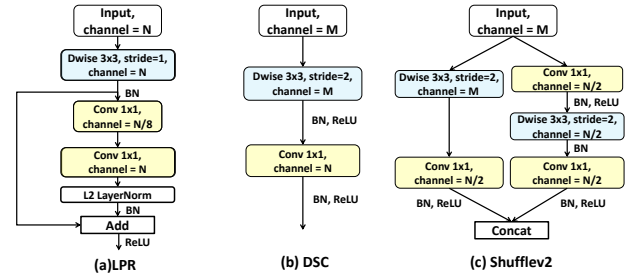 Input,
channel = N
Dwise 3x3, stride=1,
channel = N
BN
Conv 1x1,
channel = N/8
Conv 1x1,
channel = N
L2 LayerNorm
BN
Add
ReLU
(a)LPR
Input,
channel = M
Dwise 3x3, stride=2,
channel = M
BN, ReLU
Conv 1x1,
channel = N
BN, ReLU
(b) DSC
Input,
channel = M
Dwise 3x3, stride=2,
channel = M
Conv 1x1,
channel = N/2
BN, ReLU
Conv 1x1,
channel = N/2
BN, ReLU
Dwise 3x3, stride=2,
channel = N/2
BN
Conv 1x1,
channel = N/2
BN, ReLU
Concat
(c) Shufflev2